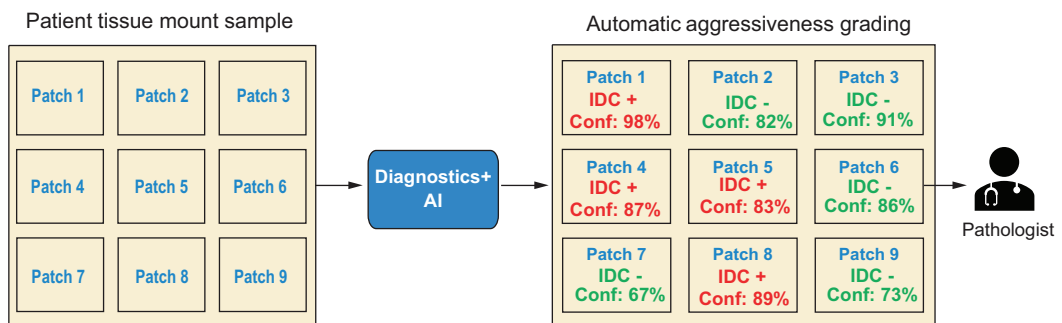 Patient tissue mount sample
Patch 1
Patch 2
Patch 3
Patch 4
Patch 5
Patch 6
Patch 7
Patch 8
Patch 9
Diagnostics+
AI
Automatic aggressiveness grading
Patch 1
IDC +
Conf: 98%
Patch 2
IDC -
Conf: 82%
Patch 3
IDC -
Conf: 91%
Patch 4
IDC +
Conf: 87%
Patch 5
IDC +
Conf: 83%
Patch 6
IDC -
Conf: 86%
Patch 7
IDC -
Conf: 67%
Patch 8
IDC +
Conf: 89%
Patch 9
IDC -
Conf: 73%
Pathologist